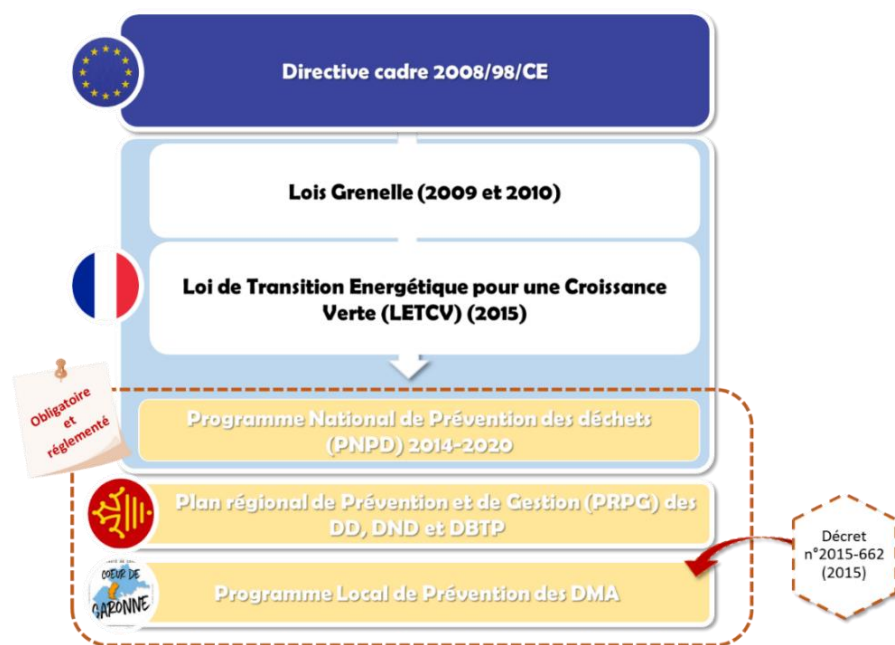 Directive cadre 2008/98/CE
Lois Grenelle (2009 et 2010)
Loi de Transition Energétique pour une Croissance
Verte (LETCV) (2015)
Obligatoire
et
réglementé
Programme National de Prévention des déchets
(PNPD) 2014-2020
Plan régional de Prévention et de Gestion (PRPG) des
DD, DND et DBTP
Décret
n°2015-662
(2015)
COEUR DE
GARONNE
Programme Local de Prévention des DMA